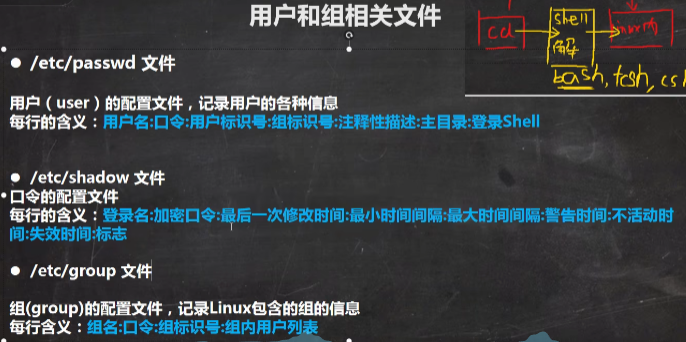 用户和组相关文件
cd
shell
bash, tcsh, csh
● /etc/passwd 文件
用户（user）的配置文件，记录用户的各种信息
每行的含义：用户名:口令:用户标识号:组标识号:注释性描述:主目录:登录Shell
● /etc/shadow 文件
口令的配置文件
每行的含义：登录名:加密口令:最后一次修改时间:最小时间间隔:最大时间间隔:警告时间:不活动时
间:失效时间:标志
● /etc/group 文件
组(group)的配置文件，记录Linux包含的组的信息
每行含义：组名:口令:组标识号:组内用户列表